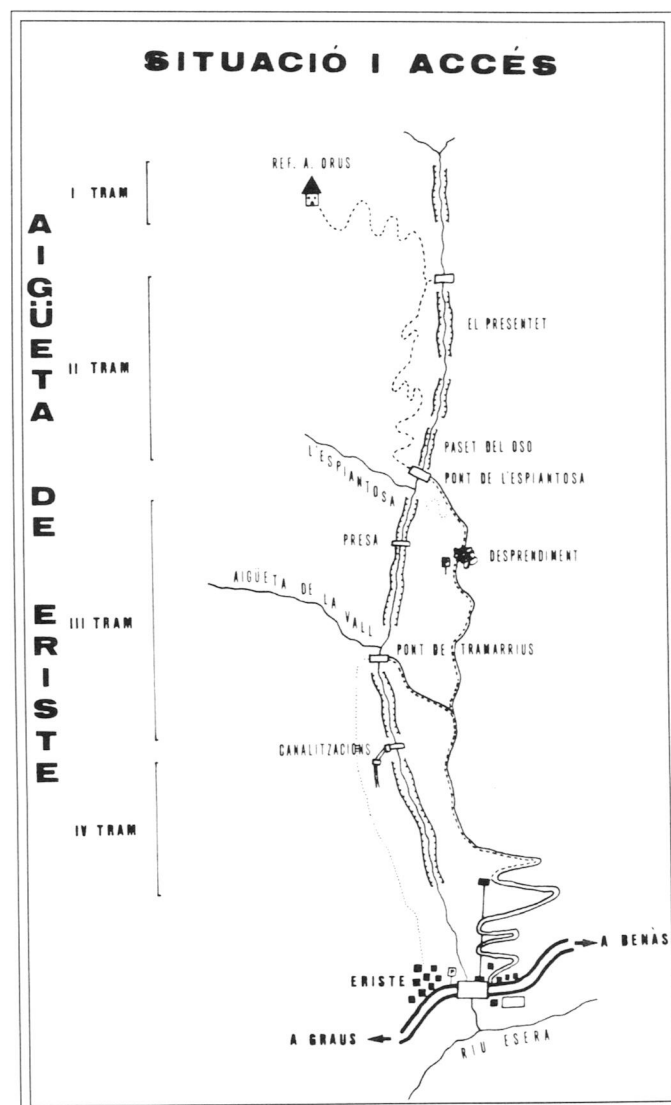 SITUACIÓ I ACCÉS
AIGÜETA DE ERISTE
REF. A. ORUS
I TRAM
EL PRESENTET
II TRAM
PASET DEL OSO
L'ESPIANTOSA
PONT DE L'ESPIANTOSA
PRESA
DESPRENDIMENT
AIGÜETA DE LA VALL
III TRAM
PONT DE TRAMARRIUS
CANALITZACIONS
IV TRAM
A BENÀS
ERISTE
P
A GRAUS
RIU ESERA